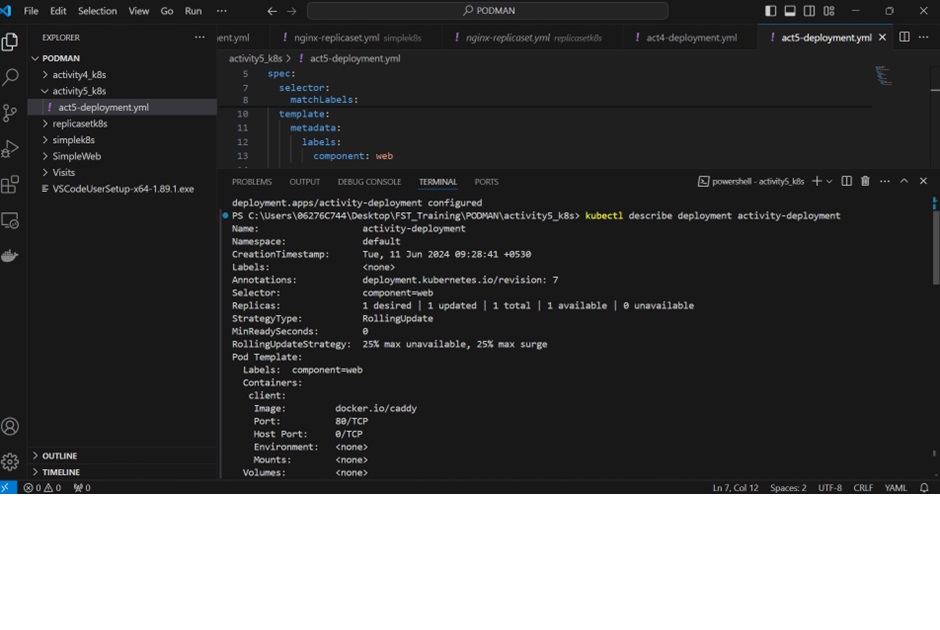 File Edit Selection View Go Run ··· PODMAN
EXPLORER ···
PODMAN
activity4_k8s
activity5_k8s
! act5-deployment.yml
replicasetk8s
simplek8s
SimpleWeb
Visits
VSCodeUserSetup-x64-1.89.1.exe
OUTLINE
TIMELINE
ent.yml ! nginx-replicaset.yml simplek8s ! nginx-replicaset.yml replicasetk8s ! act4-deployment.yml ! act5-deployment.yml
activity5_k8s > ! act5-deployment.yml
5 spec:
7 selector:
8 matchLabels:
10 template:
11 metadata:
12 labels:
13 component: web
PROBLEMS OUTPUT DEBUG CONSOLE TERMINAL PORTS powershell - activity5_k8s
deployment.apps/activity-deployment configured
PS C:\Users\06276C744\Desktop\FST_Training\PODMAN\activity5_k8s> kubectl describe deployment activity-deployment
Name: activity-deployment
Namespace: default
CreationTimestamp: Tue, 11 Jun 2024 09:28:41 +0530
Labels: <none>
Annotations: deployment.kubernetes.io/revision: 7
Selector: component=web
Replicas: 1 desired | 1 updated | 1 total | 1 available | 0 unavailable
StrategyType: RollingUpdate
MinReadySeconds: 0
RollingUpdateStrategy: 25% max unavailable, 25% max surge
Pod Template:
Labels: component=web
Containers:
client:
Image: docker.io/caddy
Port: 80/TCP
Host Port: 0/TCP
Environment: <none>
Mounts: <none>
Volumes: <none>
0 0 0 Ln 7, Col 12 Spaces: 2 UTF-8 CRLF YAML